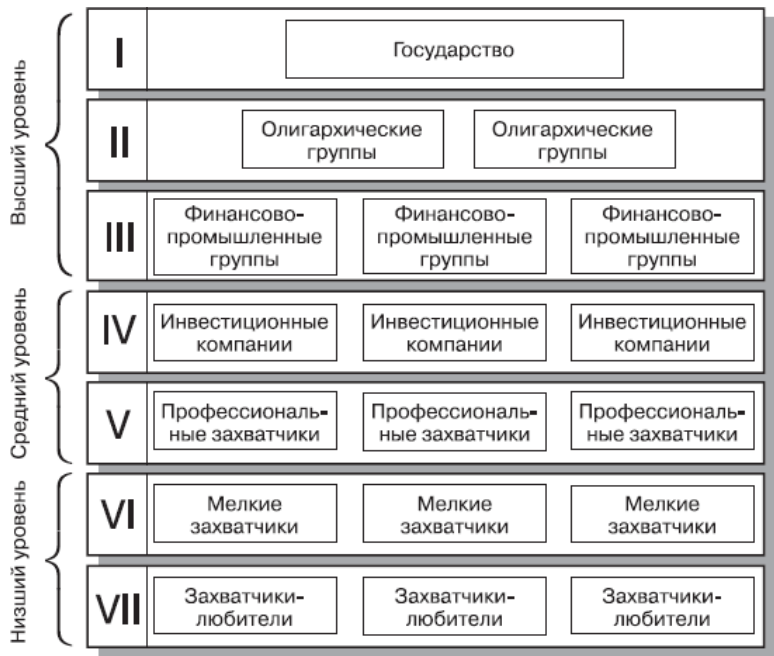 Высший уровень
I
Государство
II
Олигархические
группы
Олигархические
группы
III
Финансово-
промышленные
группы
Финансово-
промышленные
группы
Финансово-
промышленные
группы
Средний уровень
IV
Инвестиционные
компании
Инвестиционные
компании
Инвестиционные
компании
V
Профессиональ-
ные захватчики
Профессиональ-
ные захватчики
Профессиональ-
ные захватчики
Низший уровень
VI
Мелкие
захватчики
Мелкие
захватчики
Мелкие
захватчики
VII
Захватчики-
любители
Захватчики-
любители
Захватчики-
любители